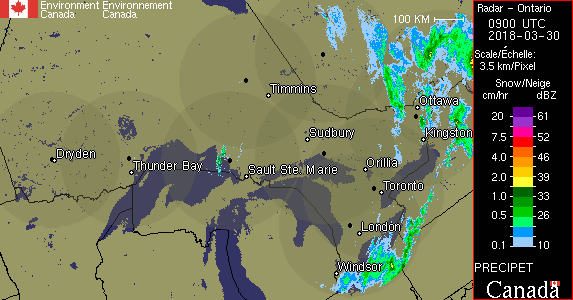 Environment Environnement
Canada Canada
100 KM
Timmins
Ottawa
Sudbury
Kingston
Dryden
Thunder Bay
Sault Ste. Marie
Orillia
Toronto
London
Windsor
Radar - Ontario
0900 UTC
2018-03-30
Scale/Échelle:
3.5 km/Pixel
Snow/Neige
cm/hr dBZ
20 61
7.5 52
4.0 46
2.0 39
1.0 33
0.5 26
0.1 10
PRECIPET
Canada